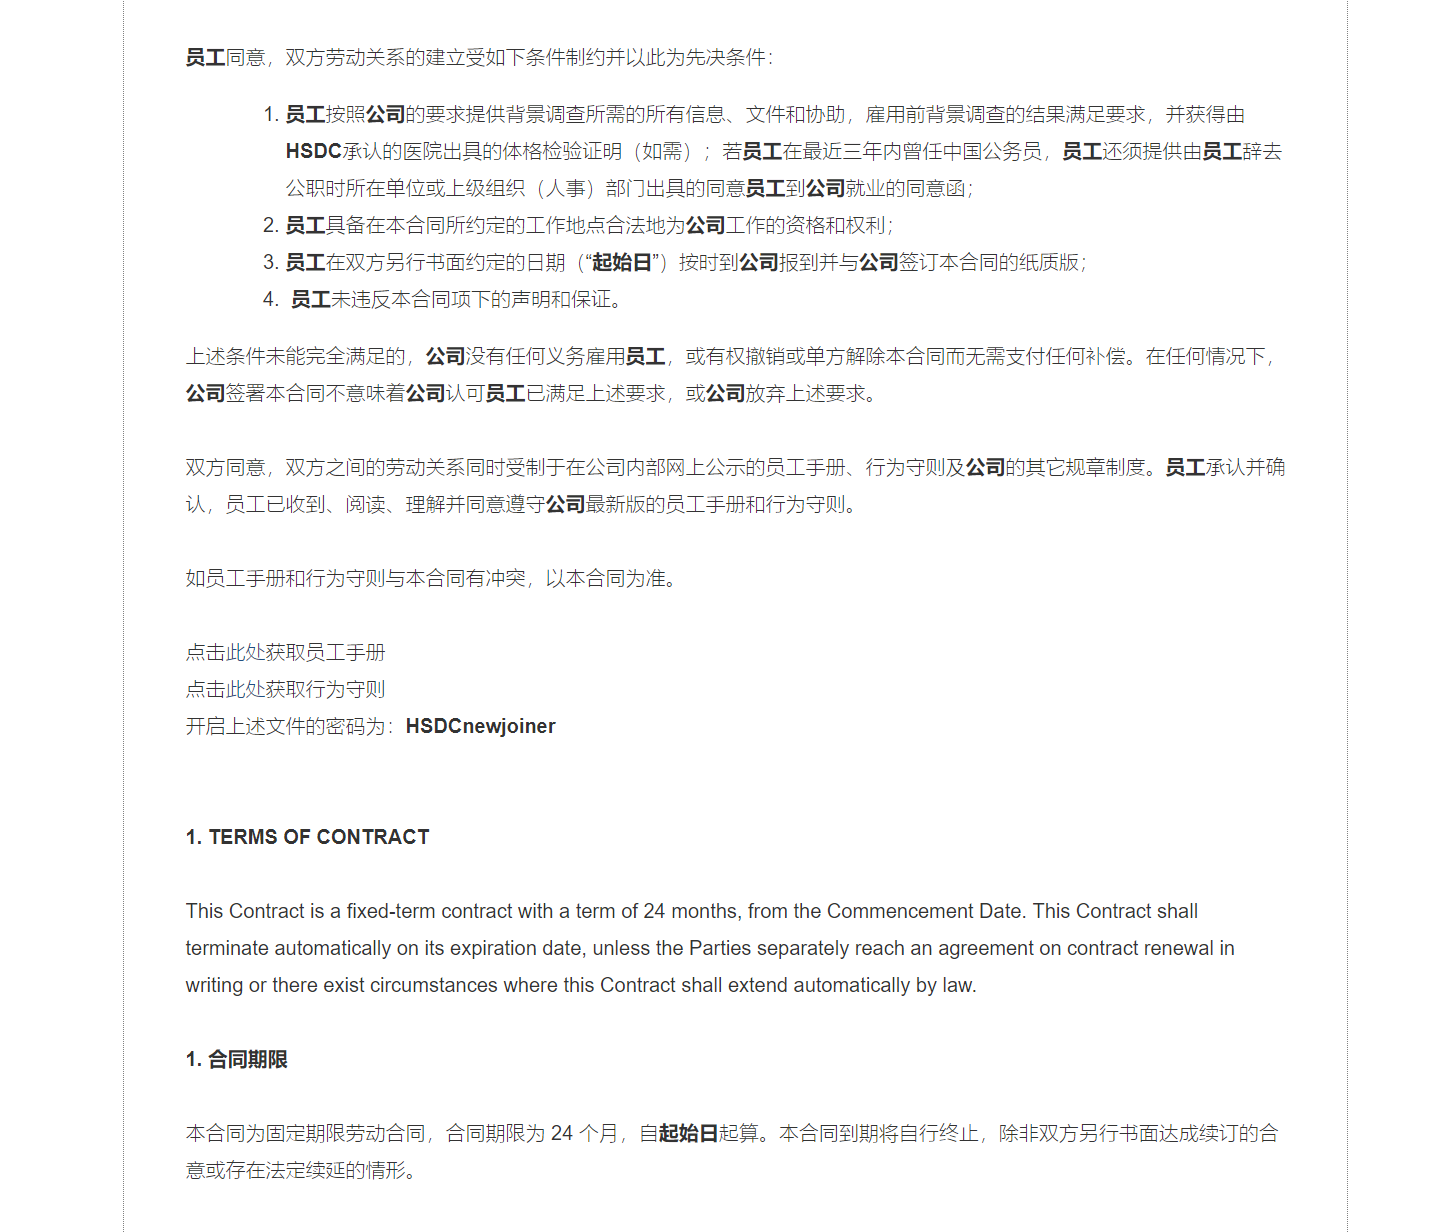 员工同意，双方劳动关系的建立受如下条件制约并以此为先决条件：
1. 员工按照公司的要求提供背景调查所需的所有信息、文件和协助，雇用前背景调查的结果满足要求，并获得由
HSDC承认的医院出具的体格检验证明（如需）；若员工在最近三年内曾任中国公务员，员工还须提供由员工辞去
公职时所在单位或上级组织（人事）部门出具的同意员工到公司就业的同意函；
2. 员工具备在本合同所约定的工作地点合法地为公司工作的资格和权利；
3. 员工在双方另行书面约定的日期（“起始日”）按时到公司报到并与公司签订本合同的纸质版；
4. 员工未违反本合同项下的声明和保证。
上述条件未能完全满足的，公司没有任何义务雇用员工，或有权撤销或单方解除本合同而无需支付任何补偿。在任何情况下，
公司签署本合同不意味着公司认可员工已满足上述要求，或公司放弃上述要求。
双方同意，双方之间的劳动关系同时受制于在公司内部网上公示的员工手册、行为守则及公司的其它规章制度。员工承认并确
认，员工已收到、阅读、理解并同意遵守公司最新版的员工手册和行为守则。
如员工手册和行为守则与本合同有冲突，以本合同为准。
点击此处获取员工手册
点击此处获取行为守则
开启上述文件的密码为：HSDCnewjoiner
1. TERMS OF CONTRACT
This Contract is a fixed-term contract with a term of 24 months, from the Commencement Date. This Contract shall
terminate automatically on its expiration date, unless the Parties separately reach an agreement on contract renewal in
writing or there exist circumstances where this Contract shall extend automatically by law.
1. 合同期限
本合同为固定期限劳动合同，合同期限为 24 个月，自起始日起算。本合同到期将自行终止，除非双方另行书面达成续订的合
意或存在法定续延的情形。